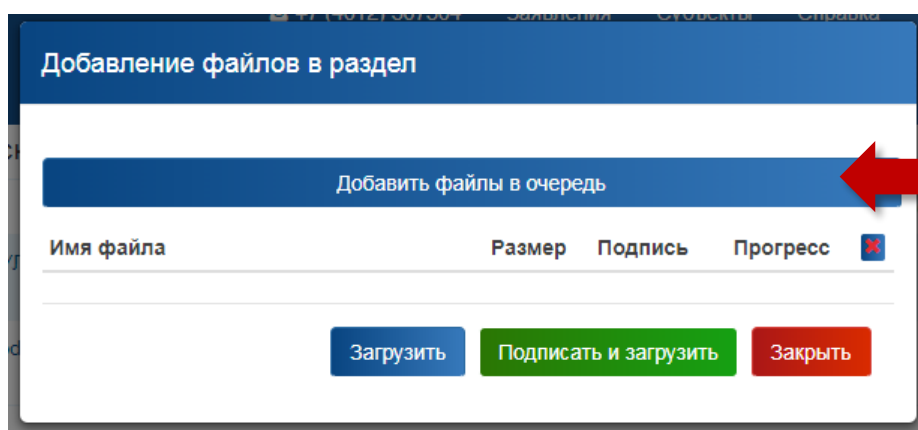 Добавление файлов в раздел
Добавить файлы в очередь
Имя файла Размер Подпись Прогресс
Загрузить Подписать и загрузить Закрыть